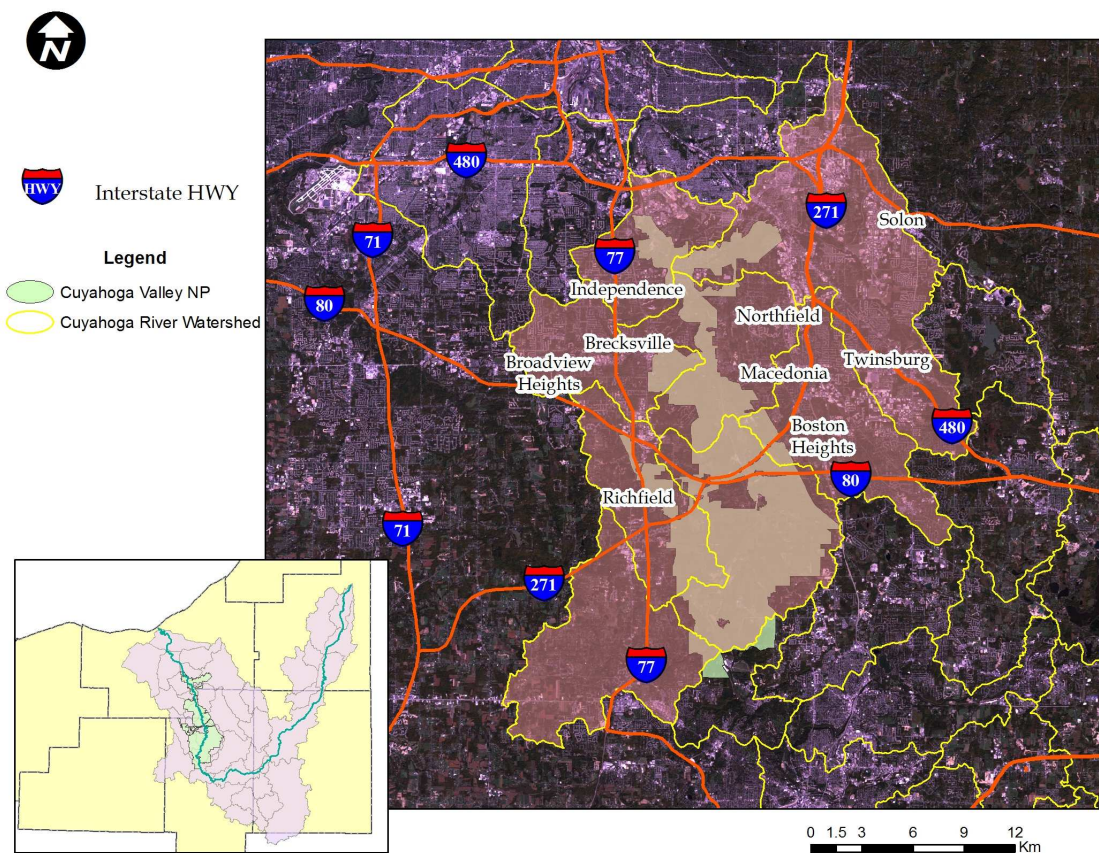 N
HWY
Interstate HWY
Legend
Cuyahoga Valley NP
Cuyahoga River Watershed
480
271
Solon
71
77
Independence
80
Northfield
Brecksville
Broadview
Heights
Macedonia
Twinsburg
480
Boston
Heights
80
Richfield
71
271
77
0 1.5 3 6 9 12
Km